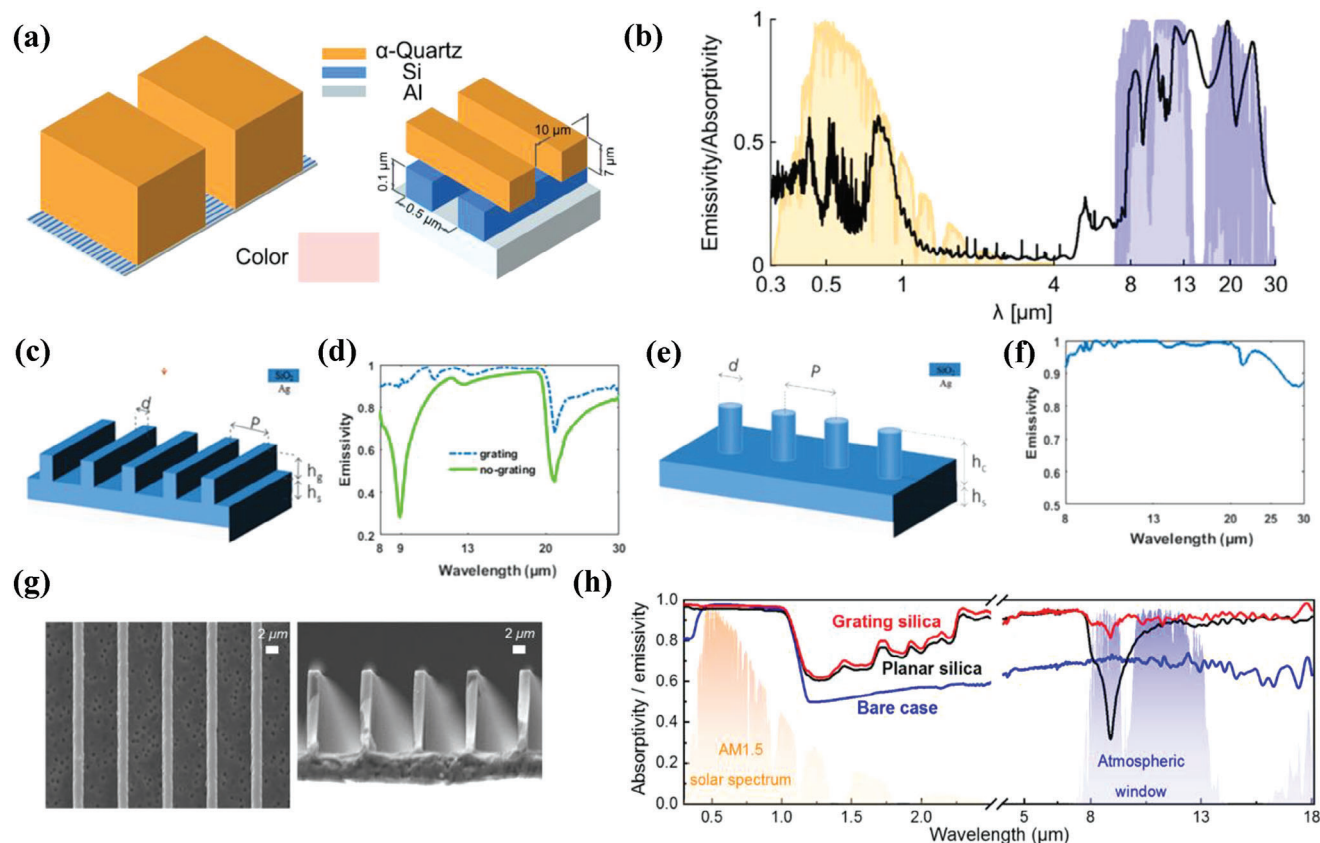 (a)
α-Quartz
Si
Al
10 μm
7 μm
0.1 μm
0.5 μm
Color
(b)
Emissivity/Absorptivity
1
0.5
0
0.3
0.5
1
4
8
13
20
30
λ [μm]
(c)
SiO₂
Ag
d
P
h_g
h_s
(d)
Emissivity
1
0.8
0.6
0.4
0.2
grating
no-grating
8
9
13
20
30
Wavelength (μm)
(e)
SiO₂
Ag
d
P
h_c
h_s
(f)
Emissivity
1
0.9
0.8
0.7
0.6
0.5
8
13
20
25
30
Wavelength (μm)
(g)
2 μm
2 μm
(h)
Absorptivity / emissivity
1.0
0.8
0.6
0.4
0.2
0.0
Grating silica
Planar silica
Bare case
AM1.5
solar spectrum
Atmospheric
window
0.5
1.0
1.5
2.0
5
8
13
18
Wavelength (μm)